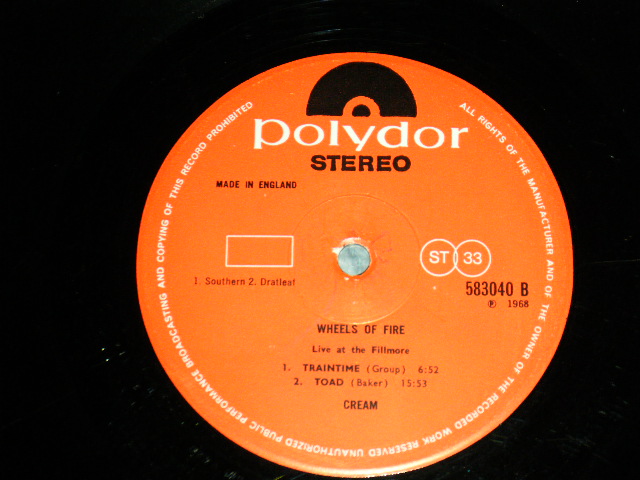 polydor
STEREO
MADE IN ENGLAND
ST 33
1. Southern 2. Dratleaf
583040 B
℗ 1968
WHEELS OF FIRE
Live at the Fillmore
1. TRAINTIME (Group) 6:52
2. TOAD (Baker) 15:53
CREAM
ALL RIGHTS OF THE MANUFACTURER AND OF THE OWNER OF THE RECORDED WORK RESERVED UNAUTHORIZED PUBLIC PERFORMANCE BROADCASTING AND COPYING OF THIS RECORD PROHIBITED